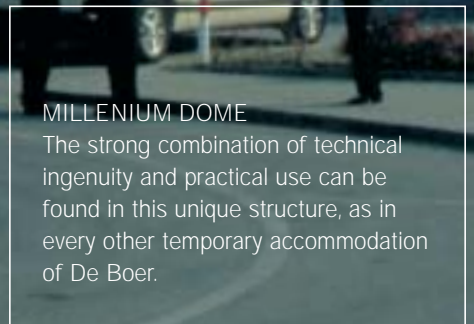 MILLENIUM DOME
The strong combination of technical
ingenuity and practical use can be
found in this unique structure, as in
every other temporary accommodation
of De Boer.